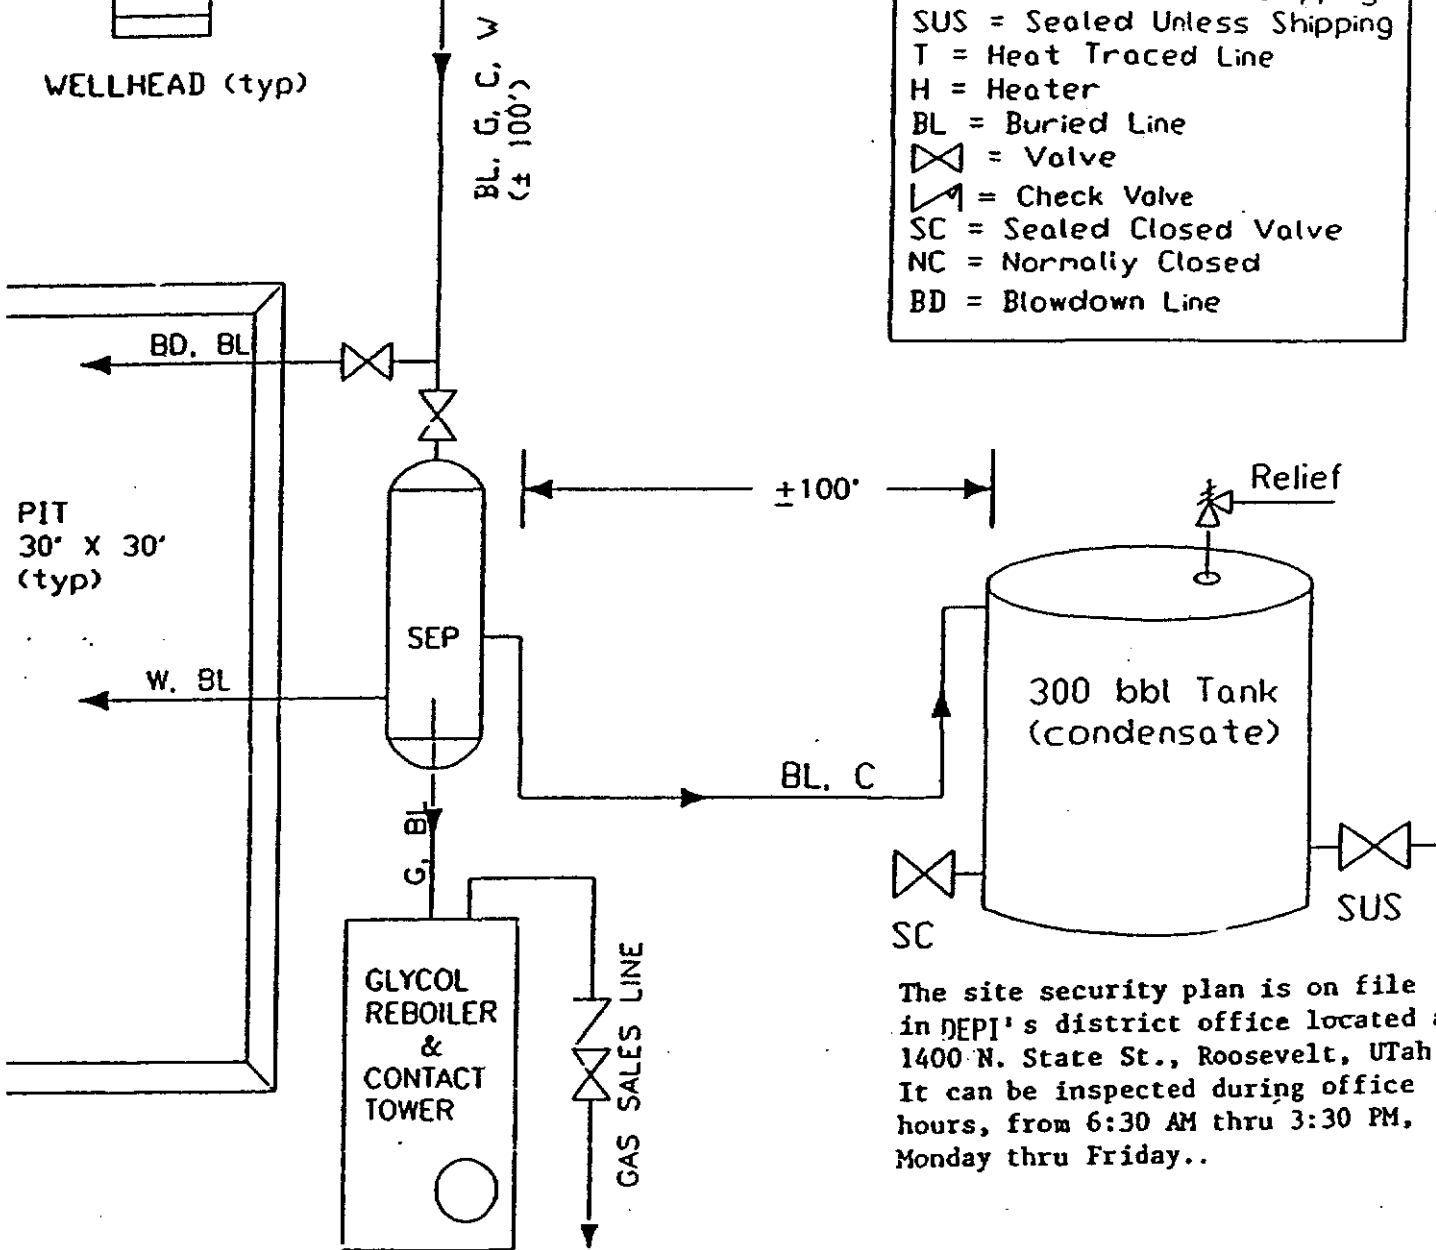 SUS = Sealed Unless Shipping
T = Heat Traced Line
H = Heater
BL = Buried Line
= Valve
= Check Valve
SC = Sealed Closed Valve
NC = Normally Closed
BD = Blowdown Line
WELLHEAD (typ)
BL, G, C, W
(± 100')
BD, BL
PIT
30' X 30'
(typ)
W, BL
SEP
±100'
Relief
300 bbl Tank
(condensate)
BL, C
G, BL
SC
SUS
GLYCOL
REBOILER
&
CONTACT
TOWER
GAS SALES LINE
The site security plan is on file
in DEPI's district office located
1400 N. State St., Roosevelt, UTah
It can be inspected during office
hours, from 6:30 AM thru 3:30 PM,
Monday thru Friday..